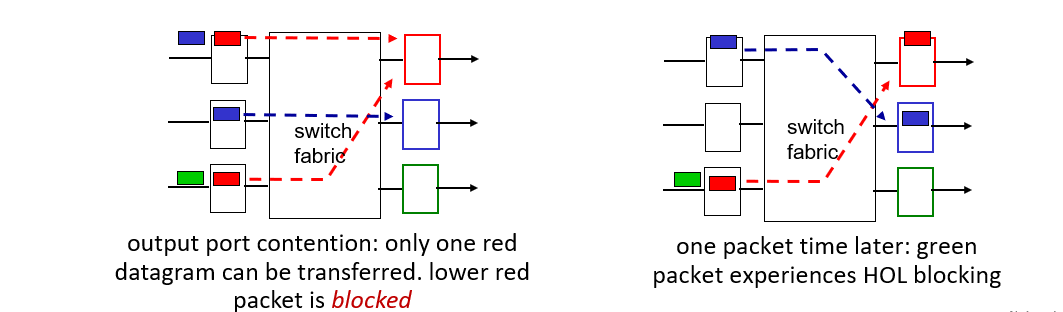 switch
fabric
output port contention: only one red
datagram can be transferred. lower red
packet is blocked
switch
fabric
one packet time later: green
packet experiences HOL blocking